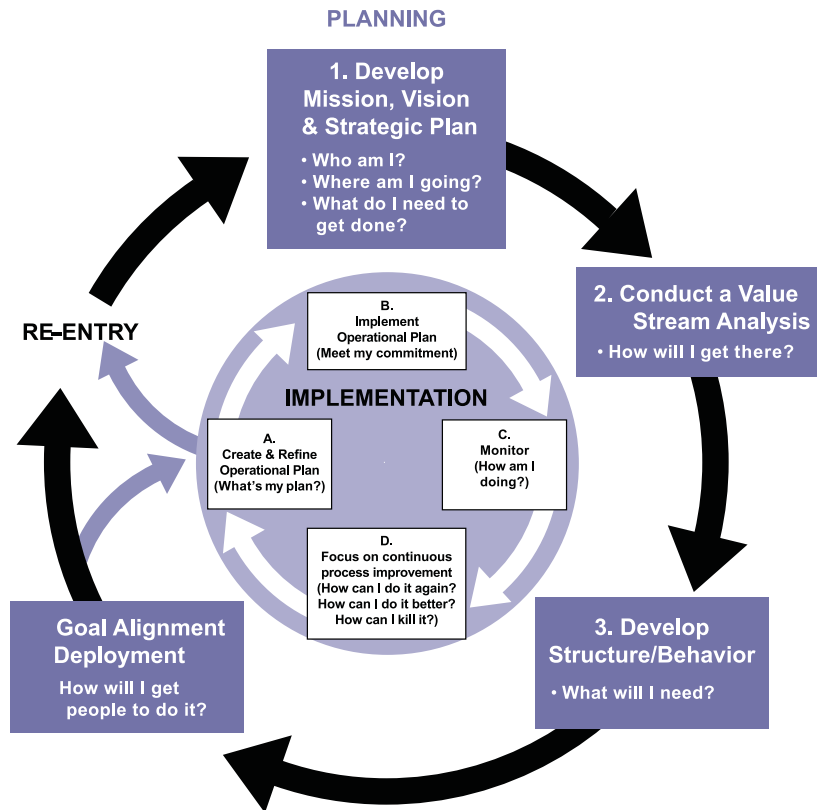 PLANNING
1. Develop
Mission, Vision
& Strategic Plan
• Who am I?
• Where am I going?
• What do I need to
get done?
2. Conduct a Value
Stream Analysis
• How will I get there?
3. Develop
Structure/Behavior
• What will I need?
Goal Alignment
Deployment
How will I get
people to do it?
RE–ENTRY
IMPLEMENTATION
A.
Create & Refine
Operational Plan
(What's my plan?)
B.
Implement
Operational Plan
(Meet my commitment)
C.
Monitor
(How am I
doing?)
D.
Focus on continuous
process improvement
(How can I do it again?
How can I do it better?
How can I kill it?)